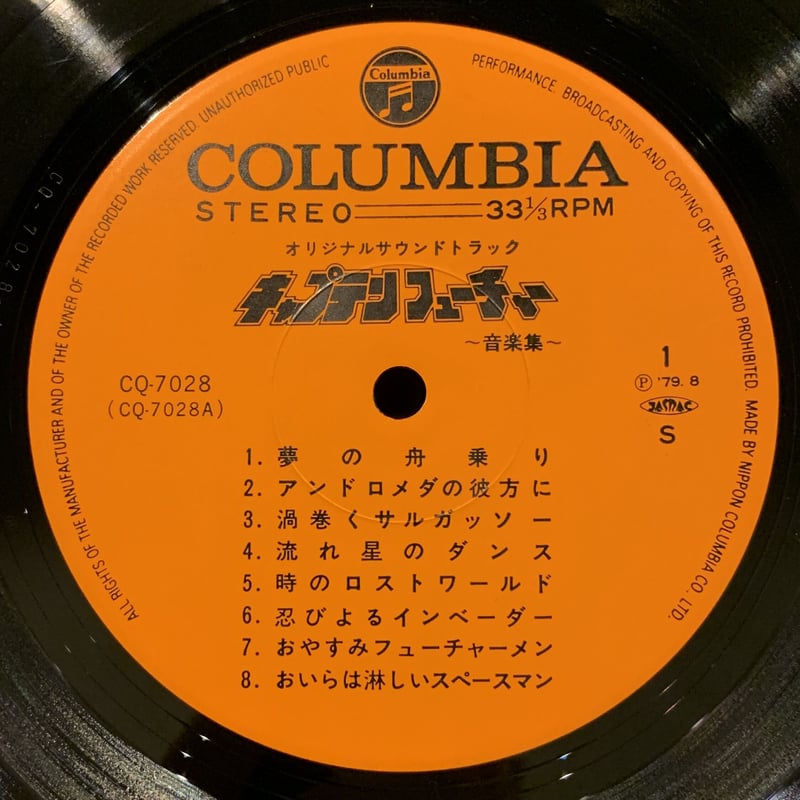 Columbia
ALL RIGHTS OF THE MANUFACTURER AND OF THE OWNER OF THE RECORDED WORK RESERVED. UNAUTHORIZED PUBLIC PERFORMANCE. BROADCASTING AND COPYING OF THIS RECORD PROHIBITED. MADE BY NIPPON COLUMBIA CO., LTD.
COLUMBIA
STEREO 33⅓RPM
オリジナルサウンドトラック
キャプテンフューチャー
〜音楽集〜
CQ-7028
(CQ-7028A)
1
Ⓟ '79. 8
JASRAC
S
1. 夢の舟乗り
2. アンドロメダの彼方に
3. 渦巻くサルガッソー
4. 流れ星のダンス
5. 時のロストワールド
6. 忍びよるインベーダー
7. おやすみフューチャーメン
8. おいらは淋しいスペースマン